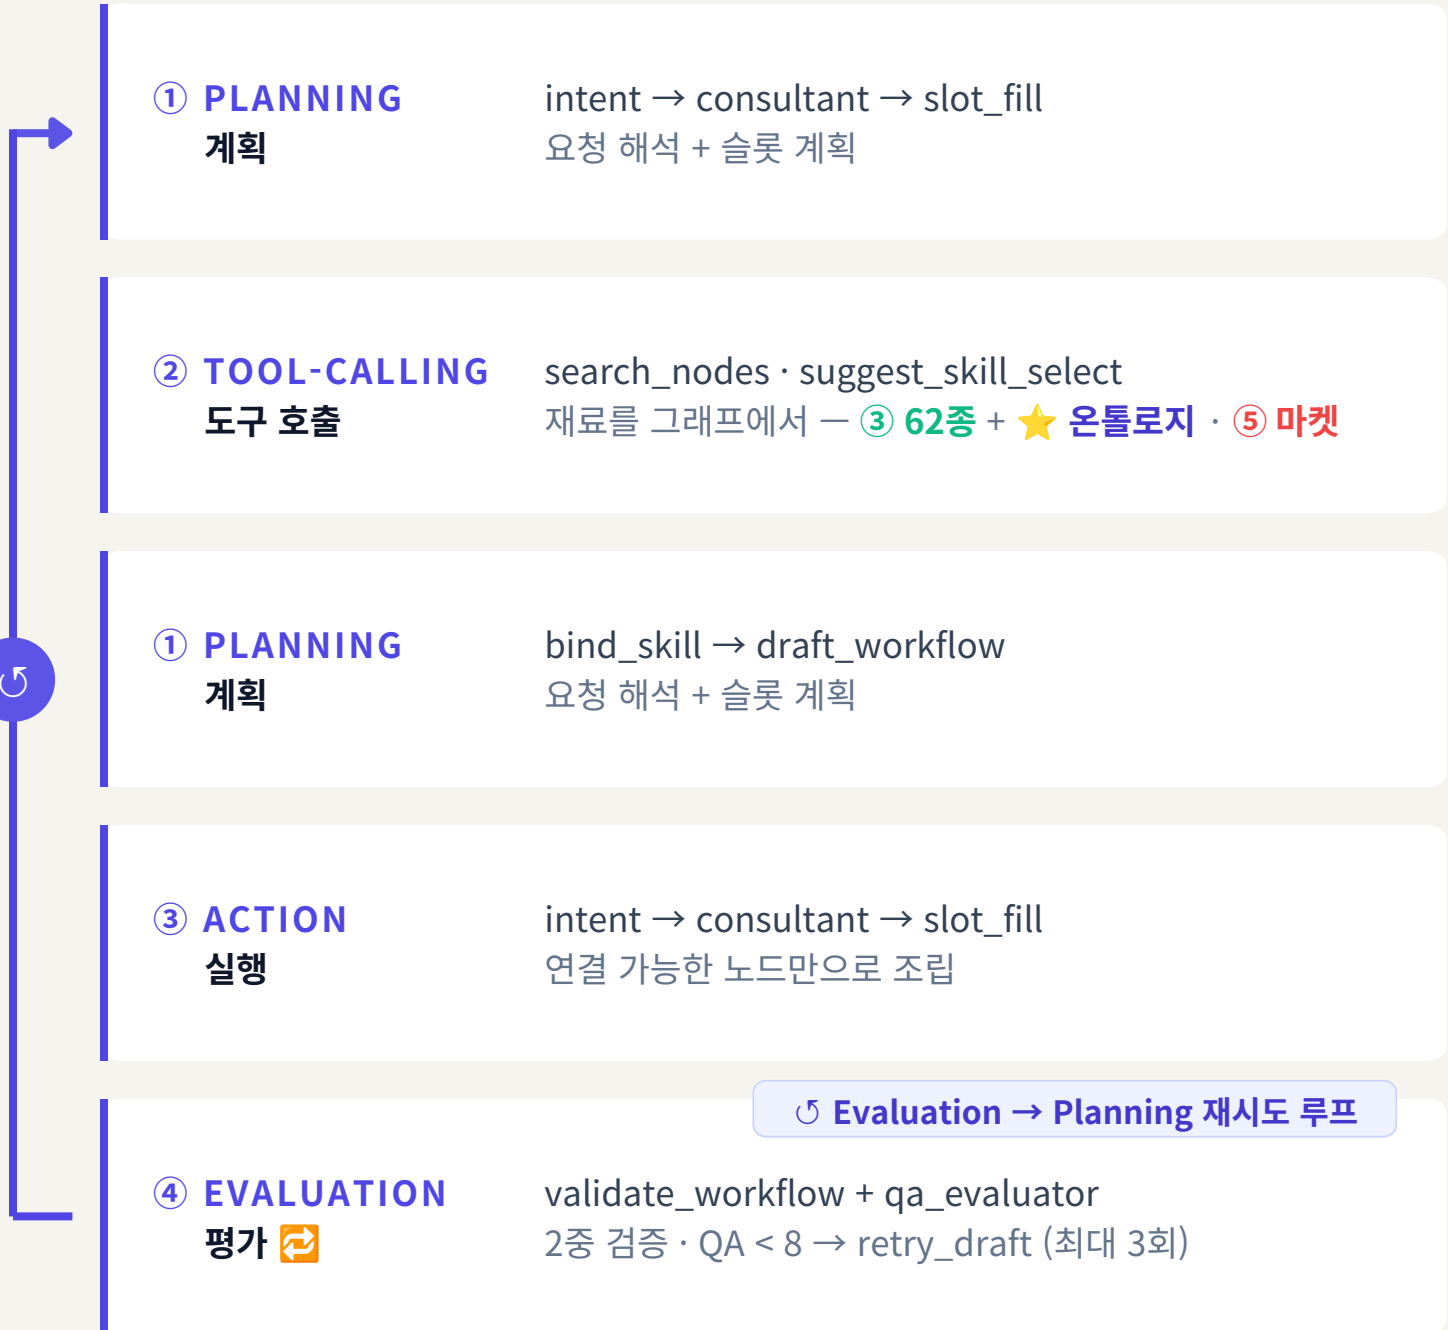 ① PLANNING
계획
intent → consultant → slot_fill
요청 해석 + 슬롯 계획
② TOOL-CALLING
도구 호출
search_nodes · suggest_skill_select
재료를 그래프에서 — ③ 62종 + ⭐ 온톨로지 · ⑤ 마켓
① PLANNING
계획
bind_skill → draft_workflow
요청 해석 + 슬롯 계획
↺
③ ACTION
실행
intent → consultant → slot_fill
연결 가능한 노드만으로 조립
↺ Evaluation → Planning 재시도 루프
④ EVALUATION
평가 🔁
validate_workflow + qa_evaluator
2중 검증 · QA < 8 → retry_draft (최대 3회)